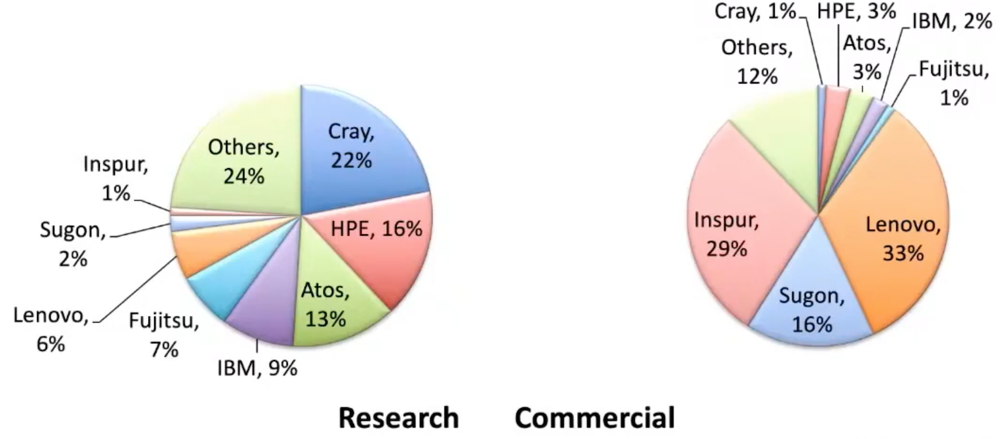 Cray,
22%
HPE, 16%
Atos,
13%
IBM, 9%
Fujitsu,
7%
Lenovo,
6%
Sugon,
2%
Inspur,
1%
Others,
24%
Research
Cray, 1%
HPE, 3%
Atos,
3%
IBM, 2%
Fujitsu,
1%
Lenovo,
33%
Sugon,
16%
Inspur,
29%
Others,
12%
Commercial